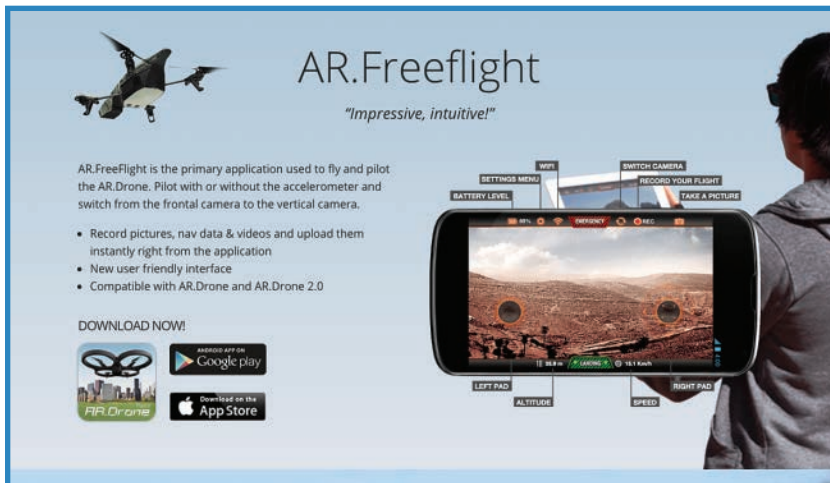 AR.Freeflight
“Impressive, intuitive!”
AR.FreeFlight is the primary application used to fly and pilot
the AR.Drone. Pilot with or without the accelerometer and
switch from the frontal camera to the vertical camera.
• Record pictures, nav data & videos and upload them
instantly right from the application
• New user friendly interface
• Compatible with AR.Drone and AR.Drone 2.0
DOWNLOAD NOW!
AR.Drone
ANDROID APP ON
Google play
Download on the
App Store
WIFI
SWITCH CAMERA
SETTINGS MENU
RECORD YOUR FLIGHT
BATTERY LEVEL
TAKE A PICTURE
EMERGENCY
REC
LANDING
15.1 Km/h
4:00
LEFT PAD
RIGHT PAD
ALTITUDE
SPEED